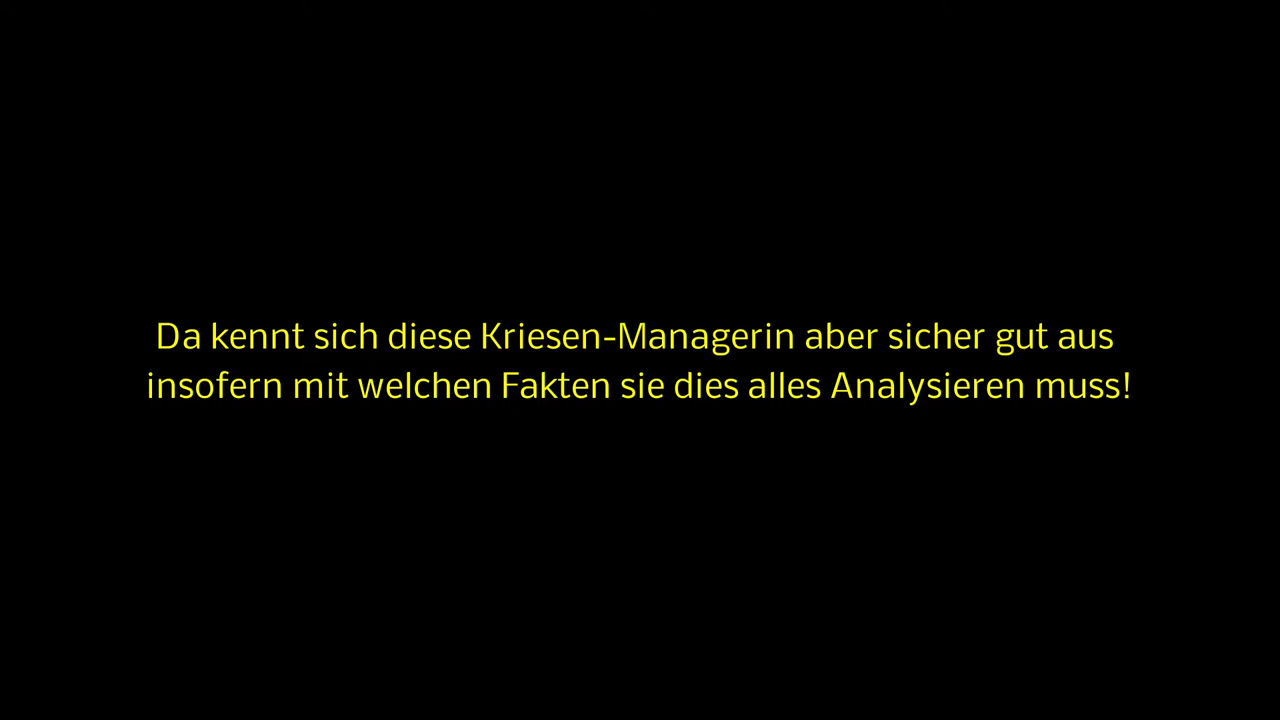 Da kennt sich diese Kriesen-Managerin aber sicher gut aus
insofern mit welchen Fakten sie dies alles Analysieren muss!